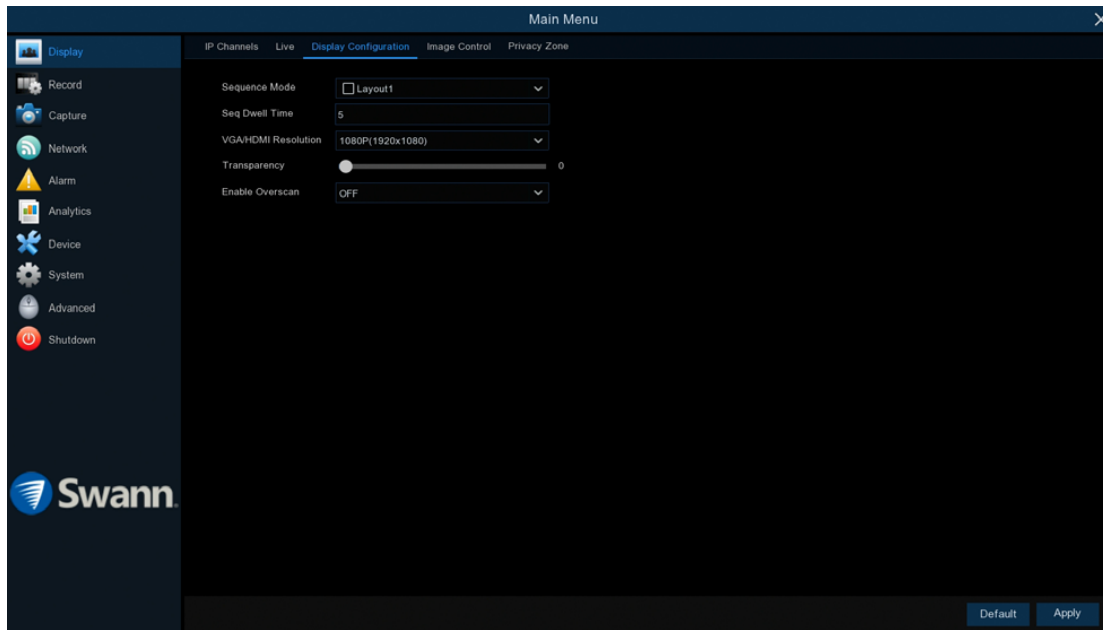 Main Menu
Display
Record
Capture
Network
Alarm
Analytics
Device
System
Advanced
Shutdown
Swann
IP Channels Live Display Configuration Image Control Privacy Zone
Sequence Mode Layout1
Seq Dwell Time 5
VGA/HDMI Resolution 1080P(1920x1080)
Transparency 0
Enable Overscan OFF
Default Apply